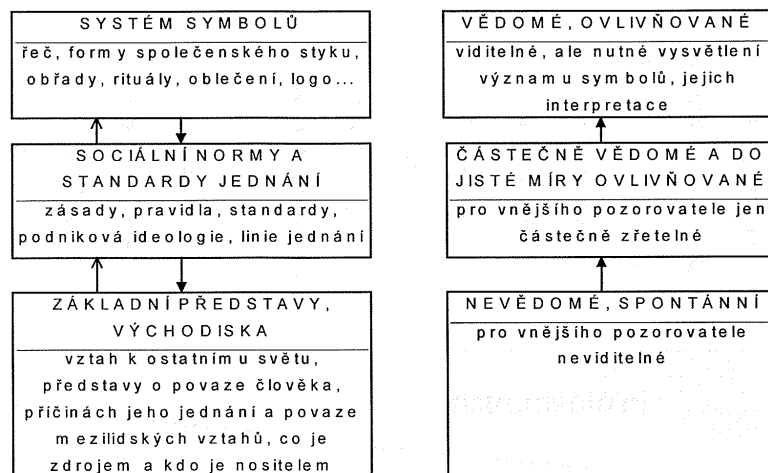 SYSTÉM SYMBOLŮ
řeč, formy společenského styku,
obřady, rituály, oblečení, logo...
SOCIÁLNÍ NORMY A
STANDARDY JEDNÁNÍ
zásady, pravidla, standardy,
podniková ideologie, linie jednání
ZÁKLADNÍ PŘEDSTAVY,
VÝCHODISKA
vztah k ostatnímu světu,
představy o povaze člověka,
příčinách jeho jednání a povaze
mezilidských vztahů, co je
zdrojem a kdo je nositelem
VĚDOMÉ, OVLIVŇOVANÉ
viditelné, ale nutné vysvětlení
významu symbolů, jejich
interpretace
ČÁSTEČNĚ VĚDOMÉ A DO
JISTÉ MÍRY OVLIVŇOVANÉ
pro vnějšího pozorovatele jen
částečně zřetelné
NEVĚDOMÉ, SPONTÁNNÍ
pro vnějšího pozorovatele
neviditelné